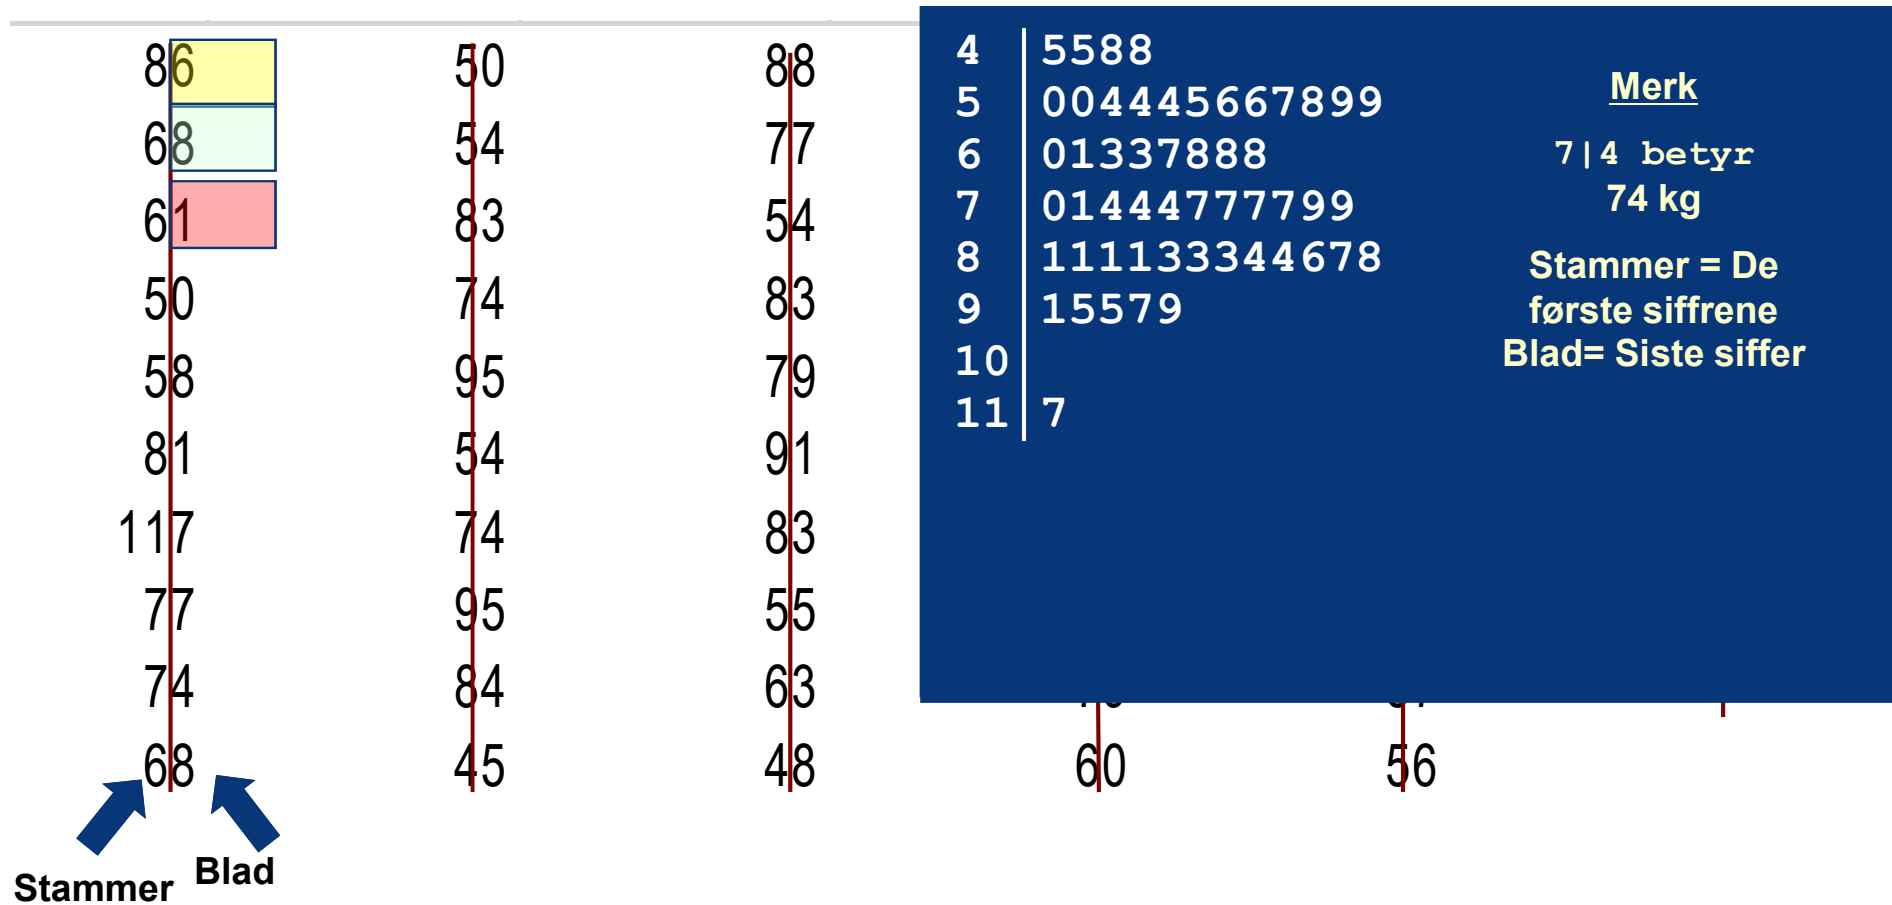 86 50 88
68 54 77
61 83 54
50 74 83
58 95 79
81 54 91
117 74 83
77 95 55
74 84 63
68 45 48 60 56
Stammer
Blad
4 5588
5 004445667899
6 01337888
7 01444777799
8 111133344678
9 15579
10
11 7
Merk
7|4 betyr
74 kg
Stammer = De
første siffrene
Blad= Siste siffer